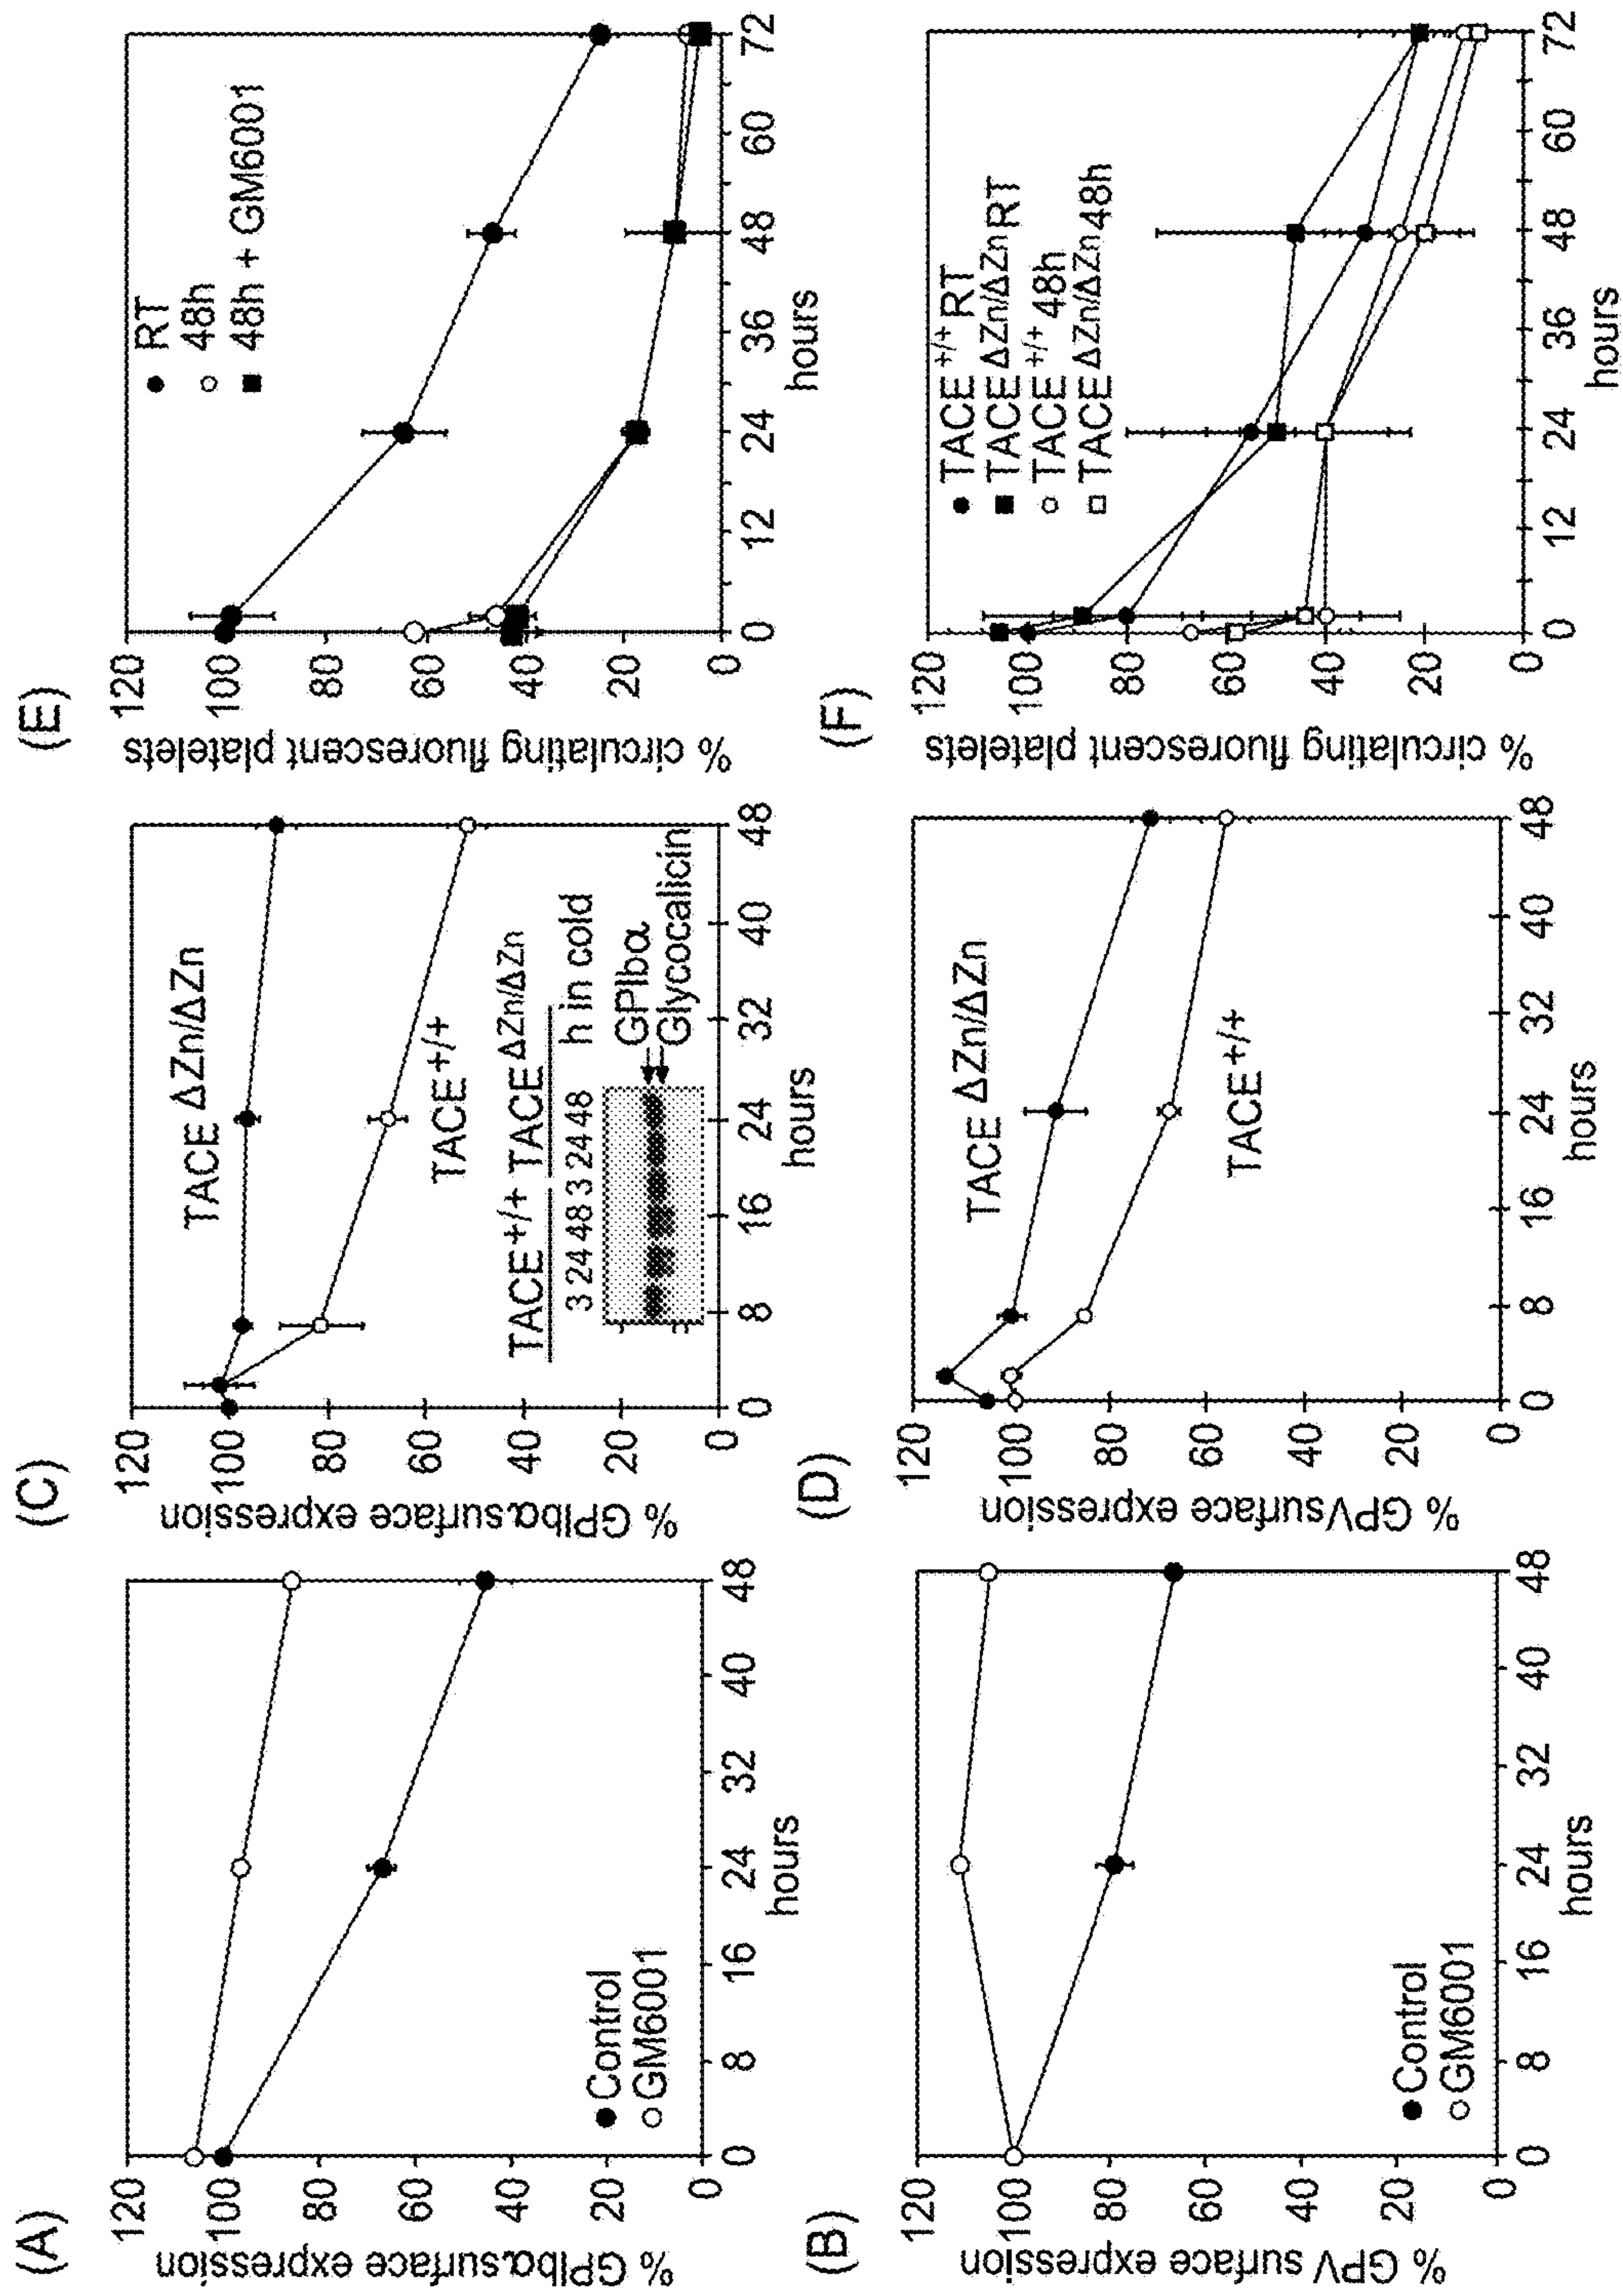 (A)
% GPIbα surface expression
120
100
80
60
40
20
0
0 8 16 24 32 40 48
hours
● Control
○ GM6001
(B)
% GPV surface expression
120
100
80
60
40
20
0
0 8 16 24 32 40 48
hours
● Control
○ GM6001
(C)
% GPIbα surface expression
120
100
80
60
40
20
0
0 8 16 24 32 40 48
hours
TACE ΔZn/ΔZn
TACE+/+
TACE+/+ TACE ΔZn/ΔZn
3 24 48 3 24 48 h in cold
GPIbα
Glycocalicin
(D)
% GPV surface expression
120
100
80
60
40
20
0
0 8 16 24 32 40 48
hours
TACE ΔZn/ΔZn
TACE+/+
(E)
% circulating fluorescent platelets
120
100
80
60
40
20
0
0 12 24 36 48 60 72
hours
● RT
○ 48h
■ 48h + GM6001
(F)
% circulating fluorescent platelets
120
100
80
60
40
20
0
0 12 24 36 48 60 72
hours
● TACE+/+ RT
■ TACE ΔZn/ΔZn RT
○ TACE+/+ 48h
□ TACE ΔZn/ΔZn 48h